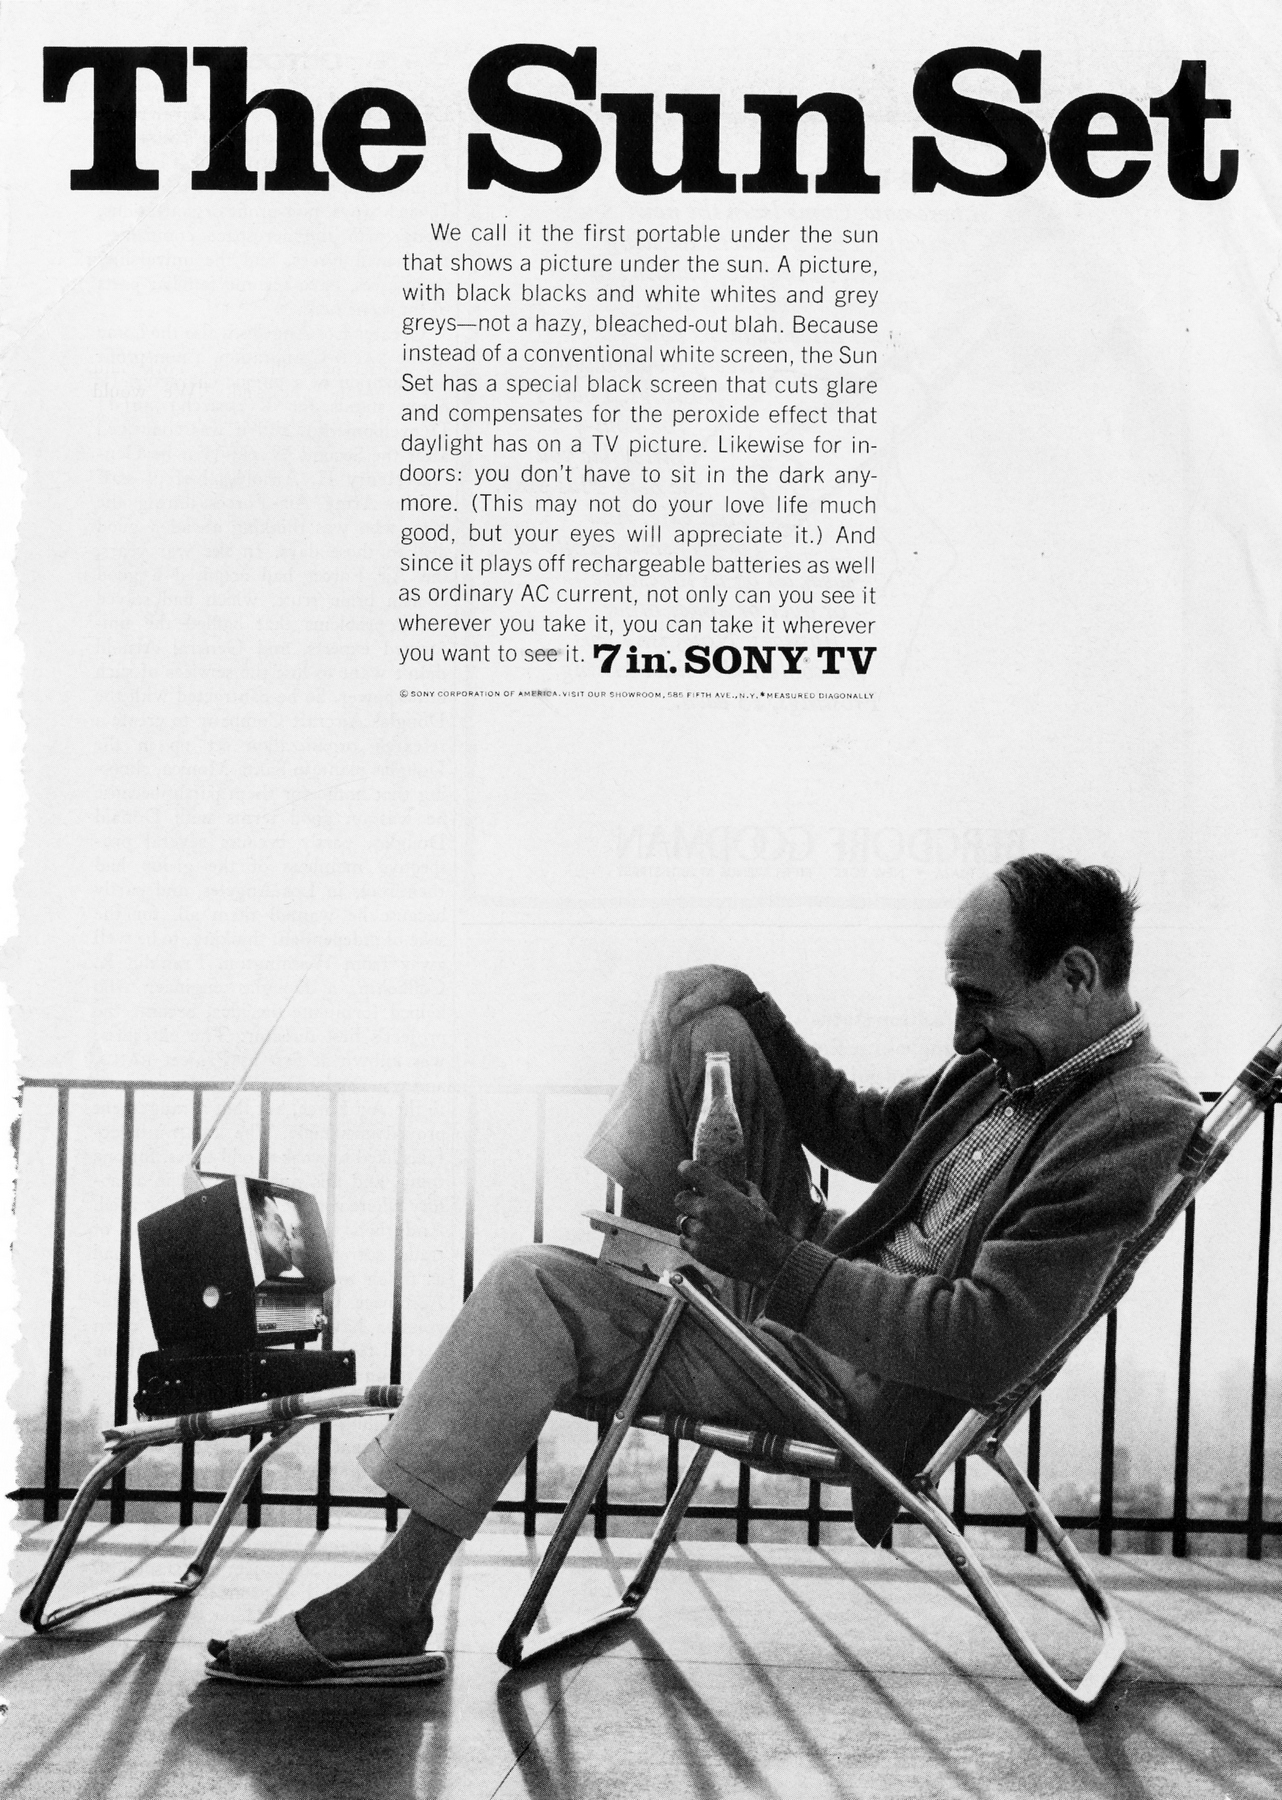 The Sun Set
We call it the first portable under the sun
that shows a picture under the sun. A picture,
with black blacks and white whites and grey
greys—not a hazy, bleached-out blah. Because
instead of a conventional white screen, the Sun
Set has a special black screen that cuts glare
and compensates for the peroxide effect that
daylight has on a TV picture. Likewise for in-
doors: you don't have to sit in the dark any-
more. (This may not do your love life much
good, but your eyes will appreciate it.) And
since it plays off rechargeable batteries as well
as ordinary AC current, not only can you see it
wherever you take it, you can take it wherever
you want to see it. 7 in.* SONY TV
© SONY CORPORATION OF AMERICA. VISIT OUR SHOWROOM, 585 FIFTH AVE., N.Y. *MEASURED DIAGONALLY
BERGDORF GOODMAN
SONY